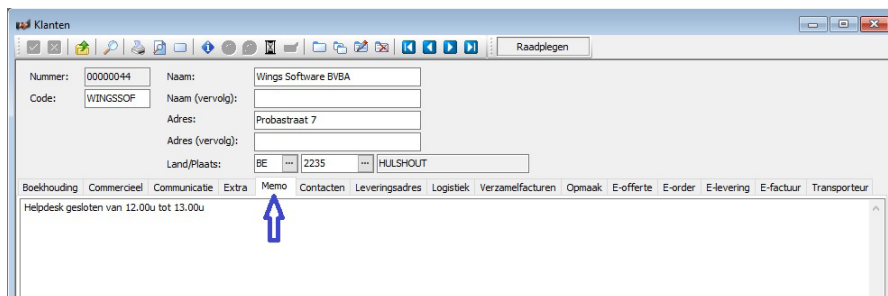 Klanten
Raadplegen
Nummer: 00000044 Naam: Wings Software BVBA
Code: WINGSSOF Naam (vervolg):
Adres: Probastraat 7
Adres (vervolg):
Land/Plaats: BE ... 2235 ... HULSHOUT
Boekhouding Commercieel Communicatie Extra Memo Contacten Leveringsadres Logistiek Verzamelfacturen Opmaak E-offerte E-order E-levering E-factuur Transporteur
Helpdesk gesloten van 12.00u tot 13.00u